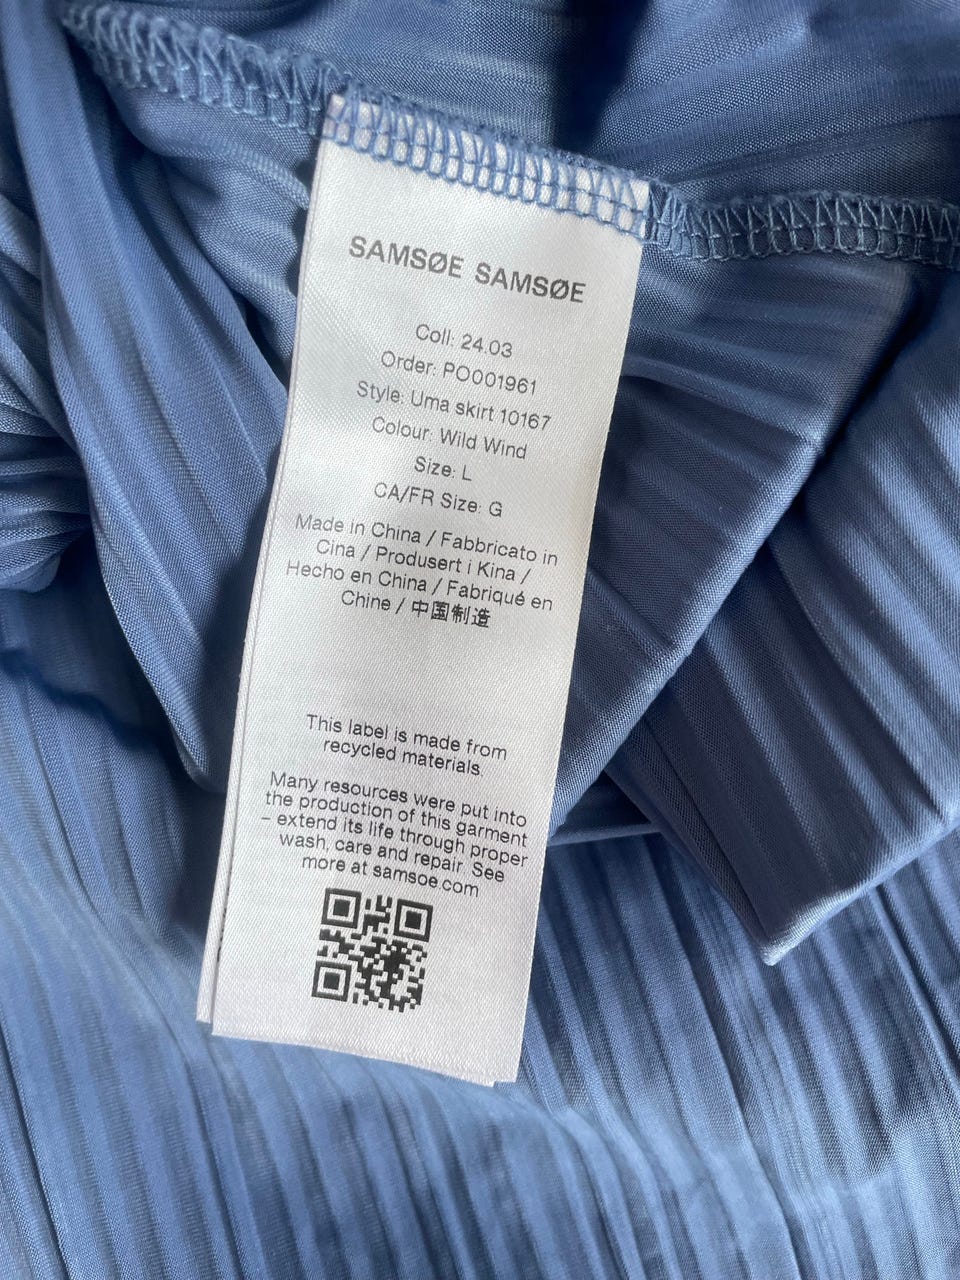 SAMSØE SAMSØE
Coll: 24.03
Order: PO001961
Style: Uma skirt 10167
Colour: Wild Wind
Size: L
CA/FR Size: G
Made in China / Fabbricato in
Cina / Produsert i Kina /
Hecho en China / Fabriqué en
Chine / 中国制造
This label is made from
recycled materials.
Many resources were put into
the production of this garment
– extend its life through proper
wash, care and repair. See
more at samsoe.com